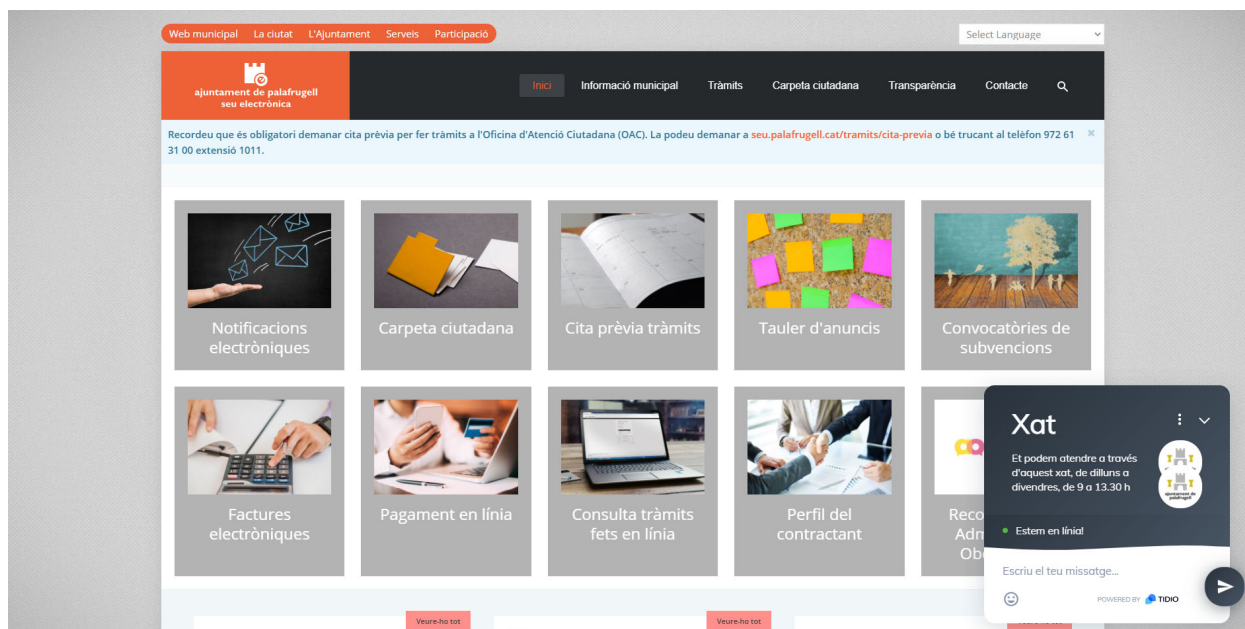 Web municipal La ciutat L'Ajuntament Serveis Participació
Select Language
ajuntament de palafrugell
seu electrònica
Inici Informació municipal Tràmits Carpeta ciutadana Transparència Contacte
Recordeu que és obligatori demanar cita prèvia per fer tràmits a l'Oficina d'Atenció Ciutadana (OAC). La podeu demanar a seu.palafrugell.cat/tramits/cita-previa o bé trucant al telèfon 972 61
31 00 extensió 1011.
Notificacions
electròniques
Carpeta ciutadana
Cita prèvia tràmits
Tauler d'anuncis
Convocatòries de
subvencions
Factures
electròniques
Pagament en línia
Consulta tràmits
fets en línia
Perfil del
contractant
Xat
Et podem atendre a través
d'aquest xat, de dilluns a
divendres, de 9 a 13.30 h
ajuntament de
palafrugell
Estem en línia!
Escriu el teu missatge...
POWERED BY TIDIO
Veure-ho tot
Veure-ho tot